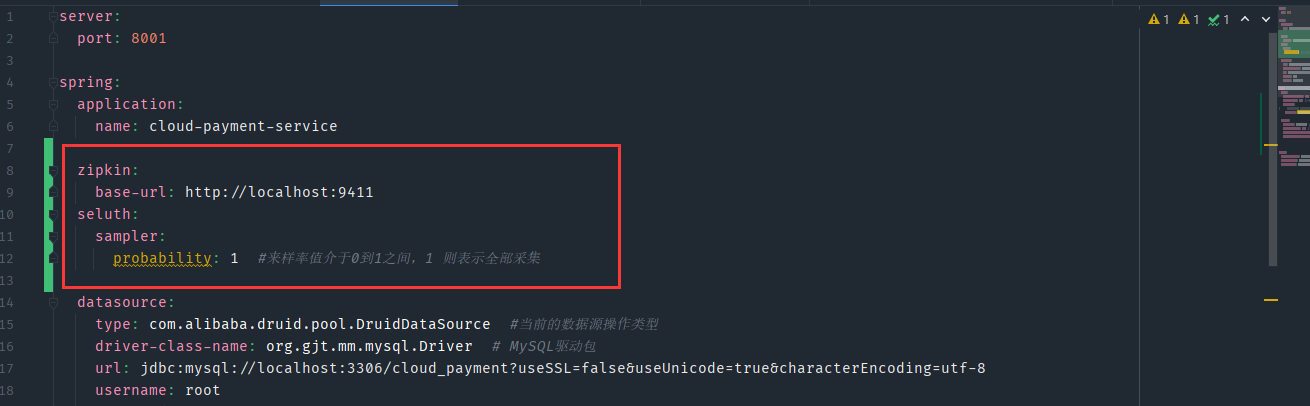 1 server:
2 port: 8001
3
4 spring:
5 application:
6 name: cloud-payment-service
7
8 zipkin:
9 base-url: http://localhost:9411
10 seluth:
11 sampler:
12 probability: 1 #来样率值介于0到1之间，1 则表示全部采集
13
14 datasource:
15 type: com.alibaba.druid.pool.DruidDataSource #当前的数据源操作类型
16 driver-class-name: org.gjt.mm.mysql.Driver # MySQL驱动包
17 url: jdbc:mysql://localhost:3306/cloud_payment?useSSL=false&useUnicode=true&characterEncoding=utf-8
18 username: root
1 1 1